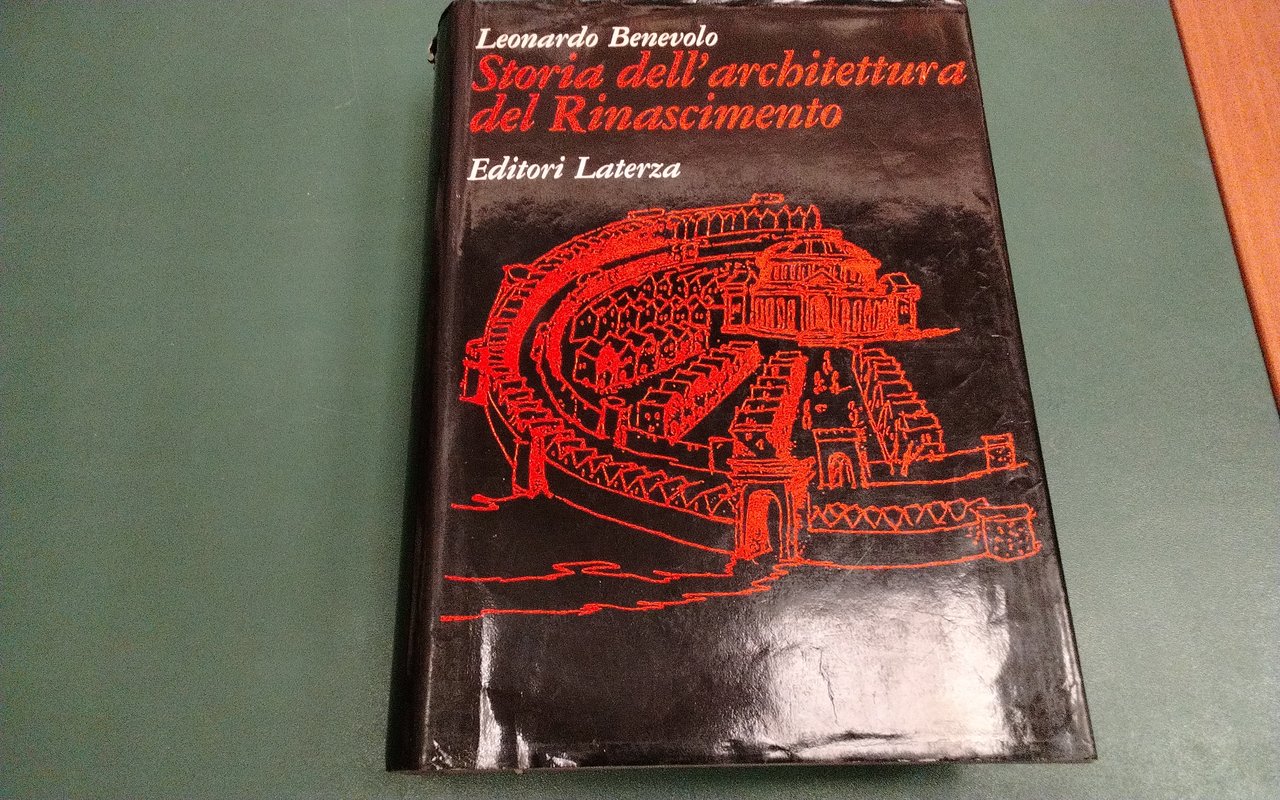 Leonardo Benevolo
Storia dell'architettura
del Rinascimento
Editori Laterza